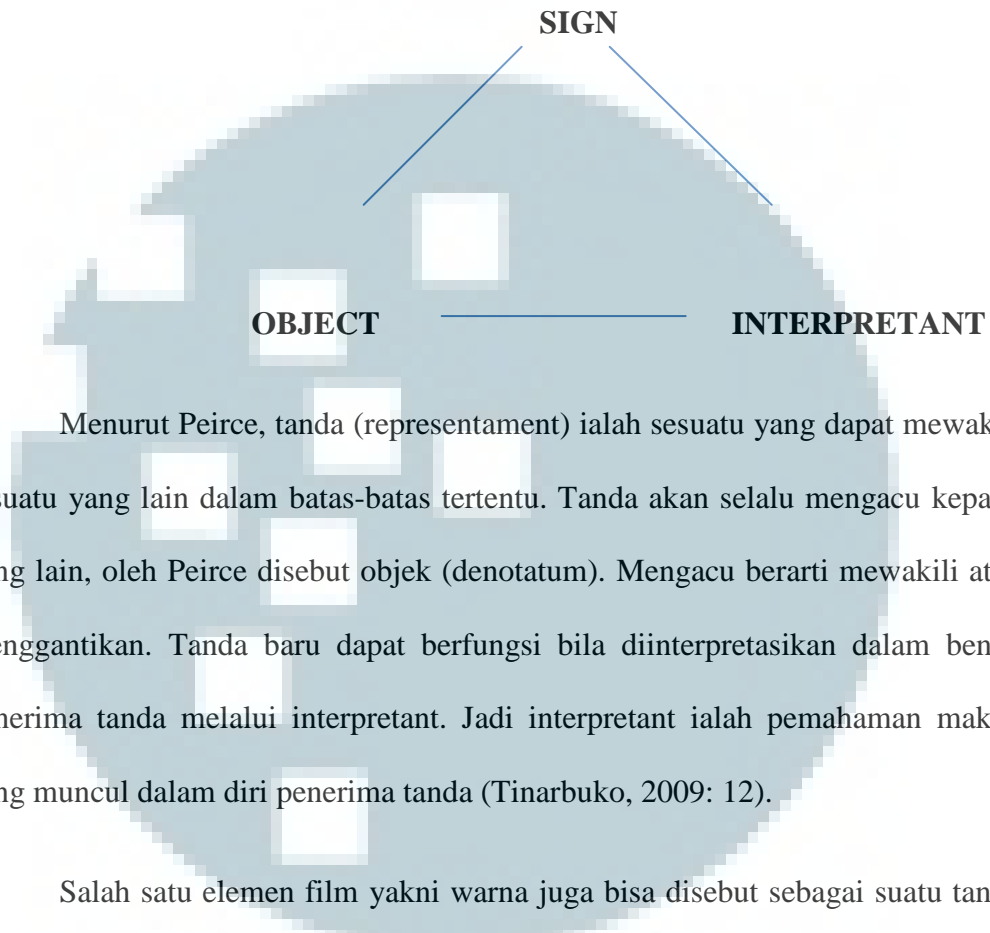 SIGN
OBJECT INTERPRETANT
Menurut Peirce, tanda (representament) ialah sesuatu yang dapat mewak
suatu yang lain dalam batas-batas tertentu. Tanda akan selalu mengacu kepa
ng lain, oleh Peirce disebut objek (denotatum). Mengacu berarti mewakili at
enggantikan. Tanda baru dapat berfungsi bila diinterpretasikan dalam ben
nerima tanda melalui interpretant. Jadi interpretant ialah pemahaman mak
ng muncul dalam diri penerima tanda (Tinarbuko, 2009: 12).
Salah satu elemen film yakni warna juga bisa disebut sebagai suatu tan